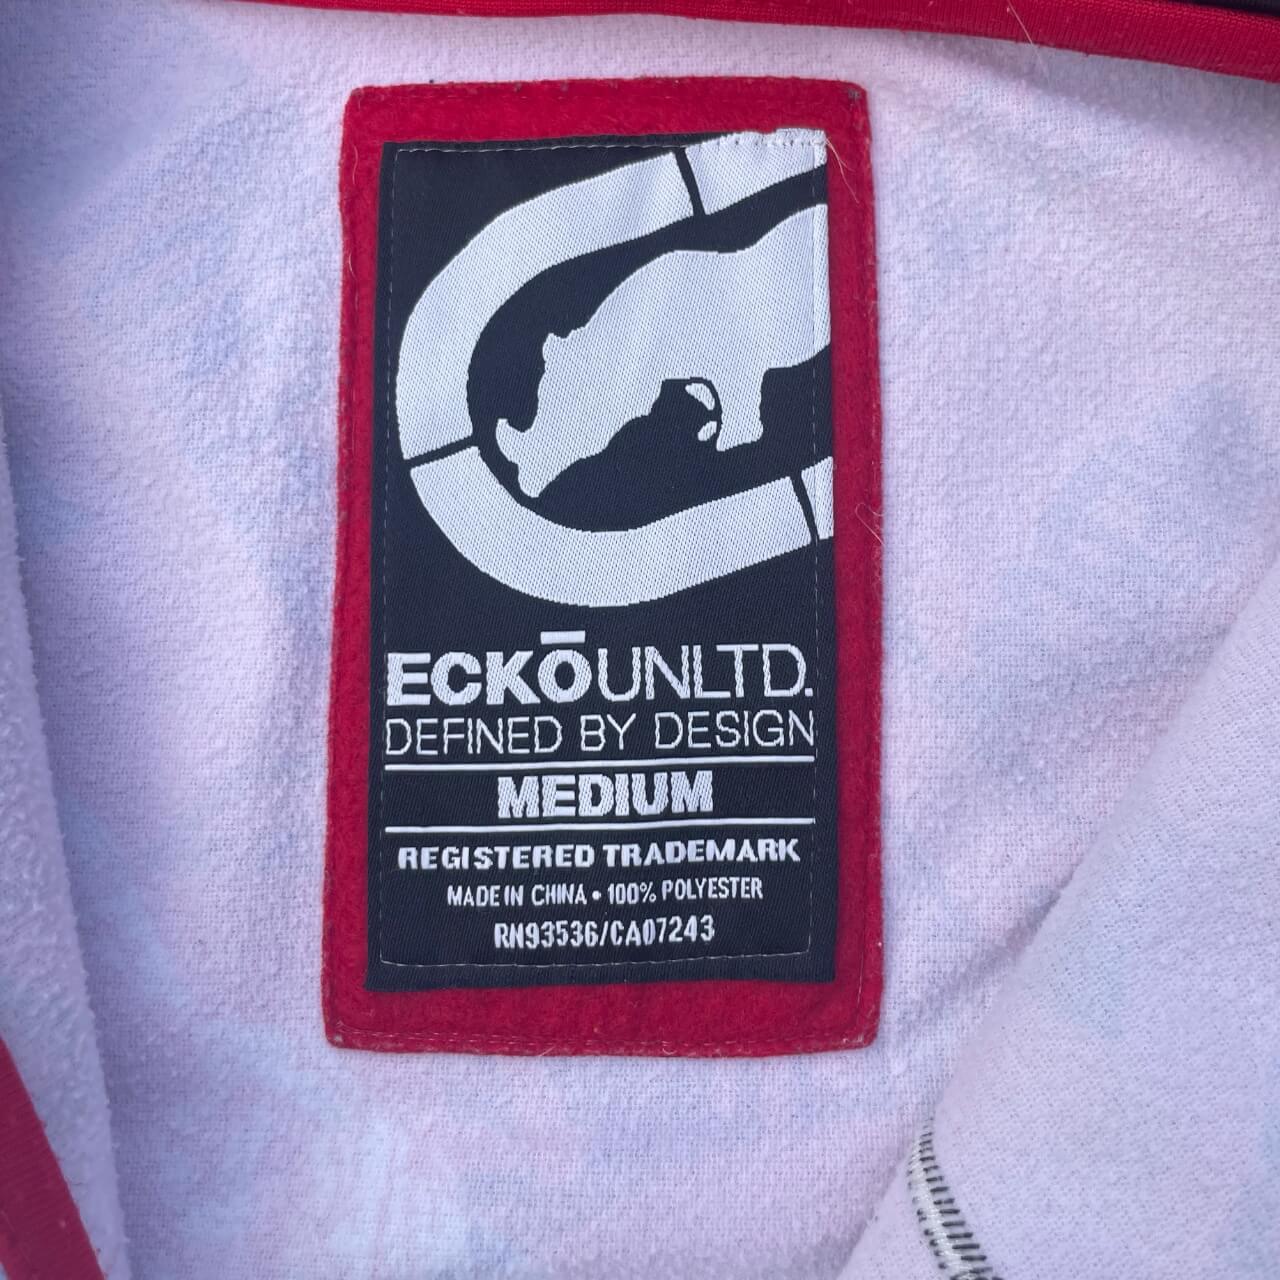 ECKŌUNLTD.
DEFINED BY DESIGN
MEDIUM
REGISTERED TRADEMARK
MADE IN CHINA • 100% POLYESTER
RN93536/CA07243